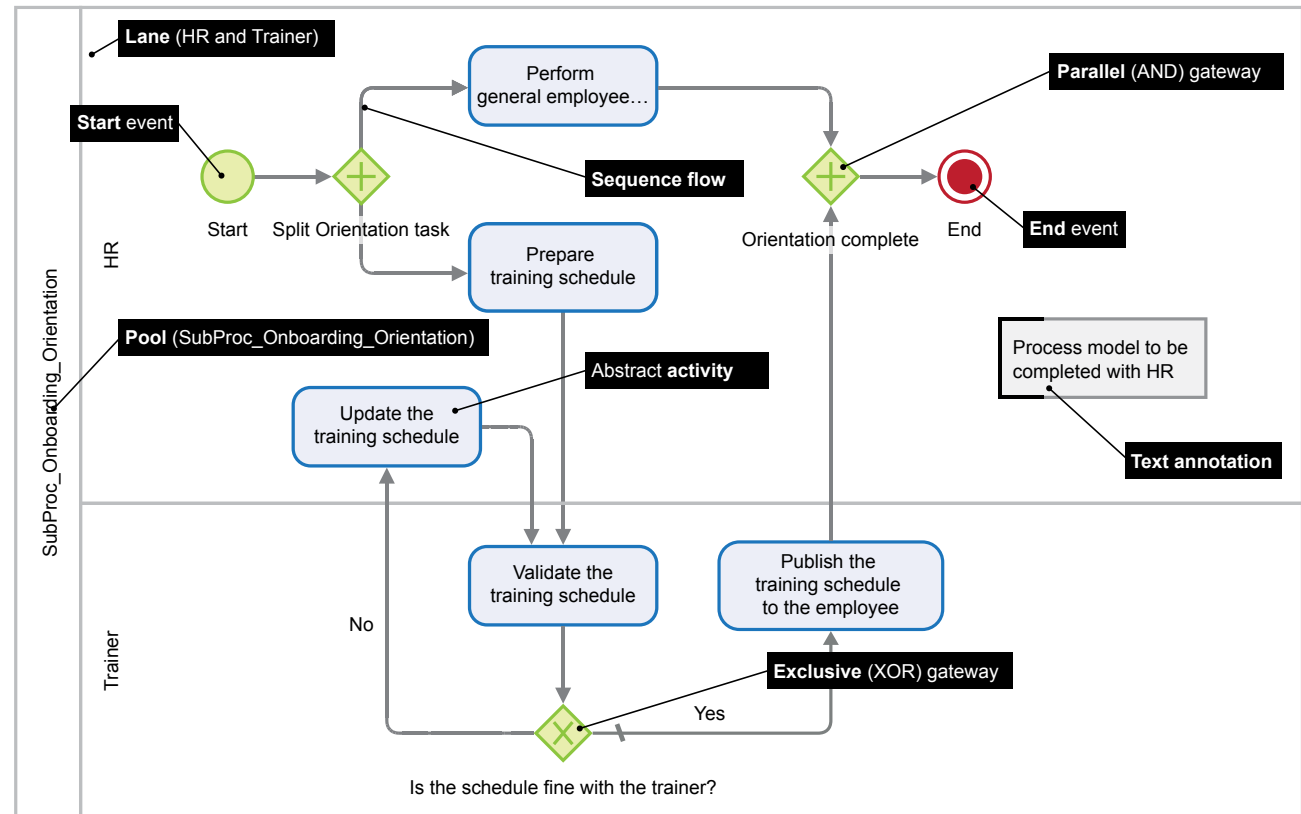 Lane (HR and Trainer)
Perform
general employee…
Parallel (AND) gateway
Start event
Sequence flow
Start
Split Orientation task
Orientation complete
End
End event
HR
Prepare
training schedule
SubProc_Onboarding_Orientation
Pool (SubProc_Onboarding_Orientation)
Process model to be
completed with HR
Abstract activity
Update the
training schedule
Text annotation
Validate the
training schedule
Publish the
training schedule
to the employee
No
Trainer
Exclusive (XOR) gateway
Yes
Is the schedule fine with the trainer?